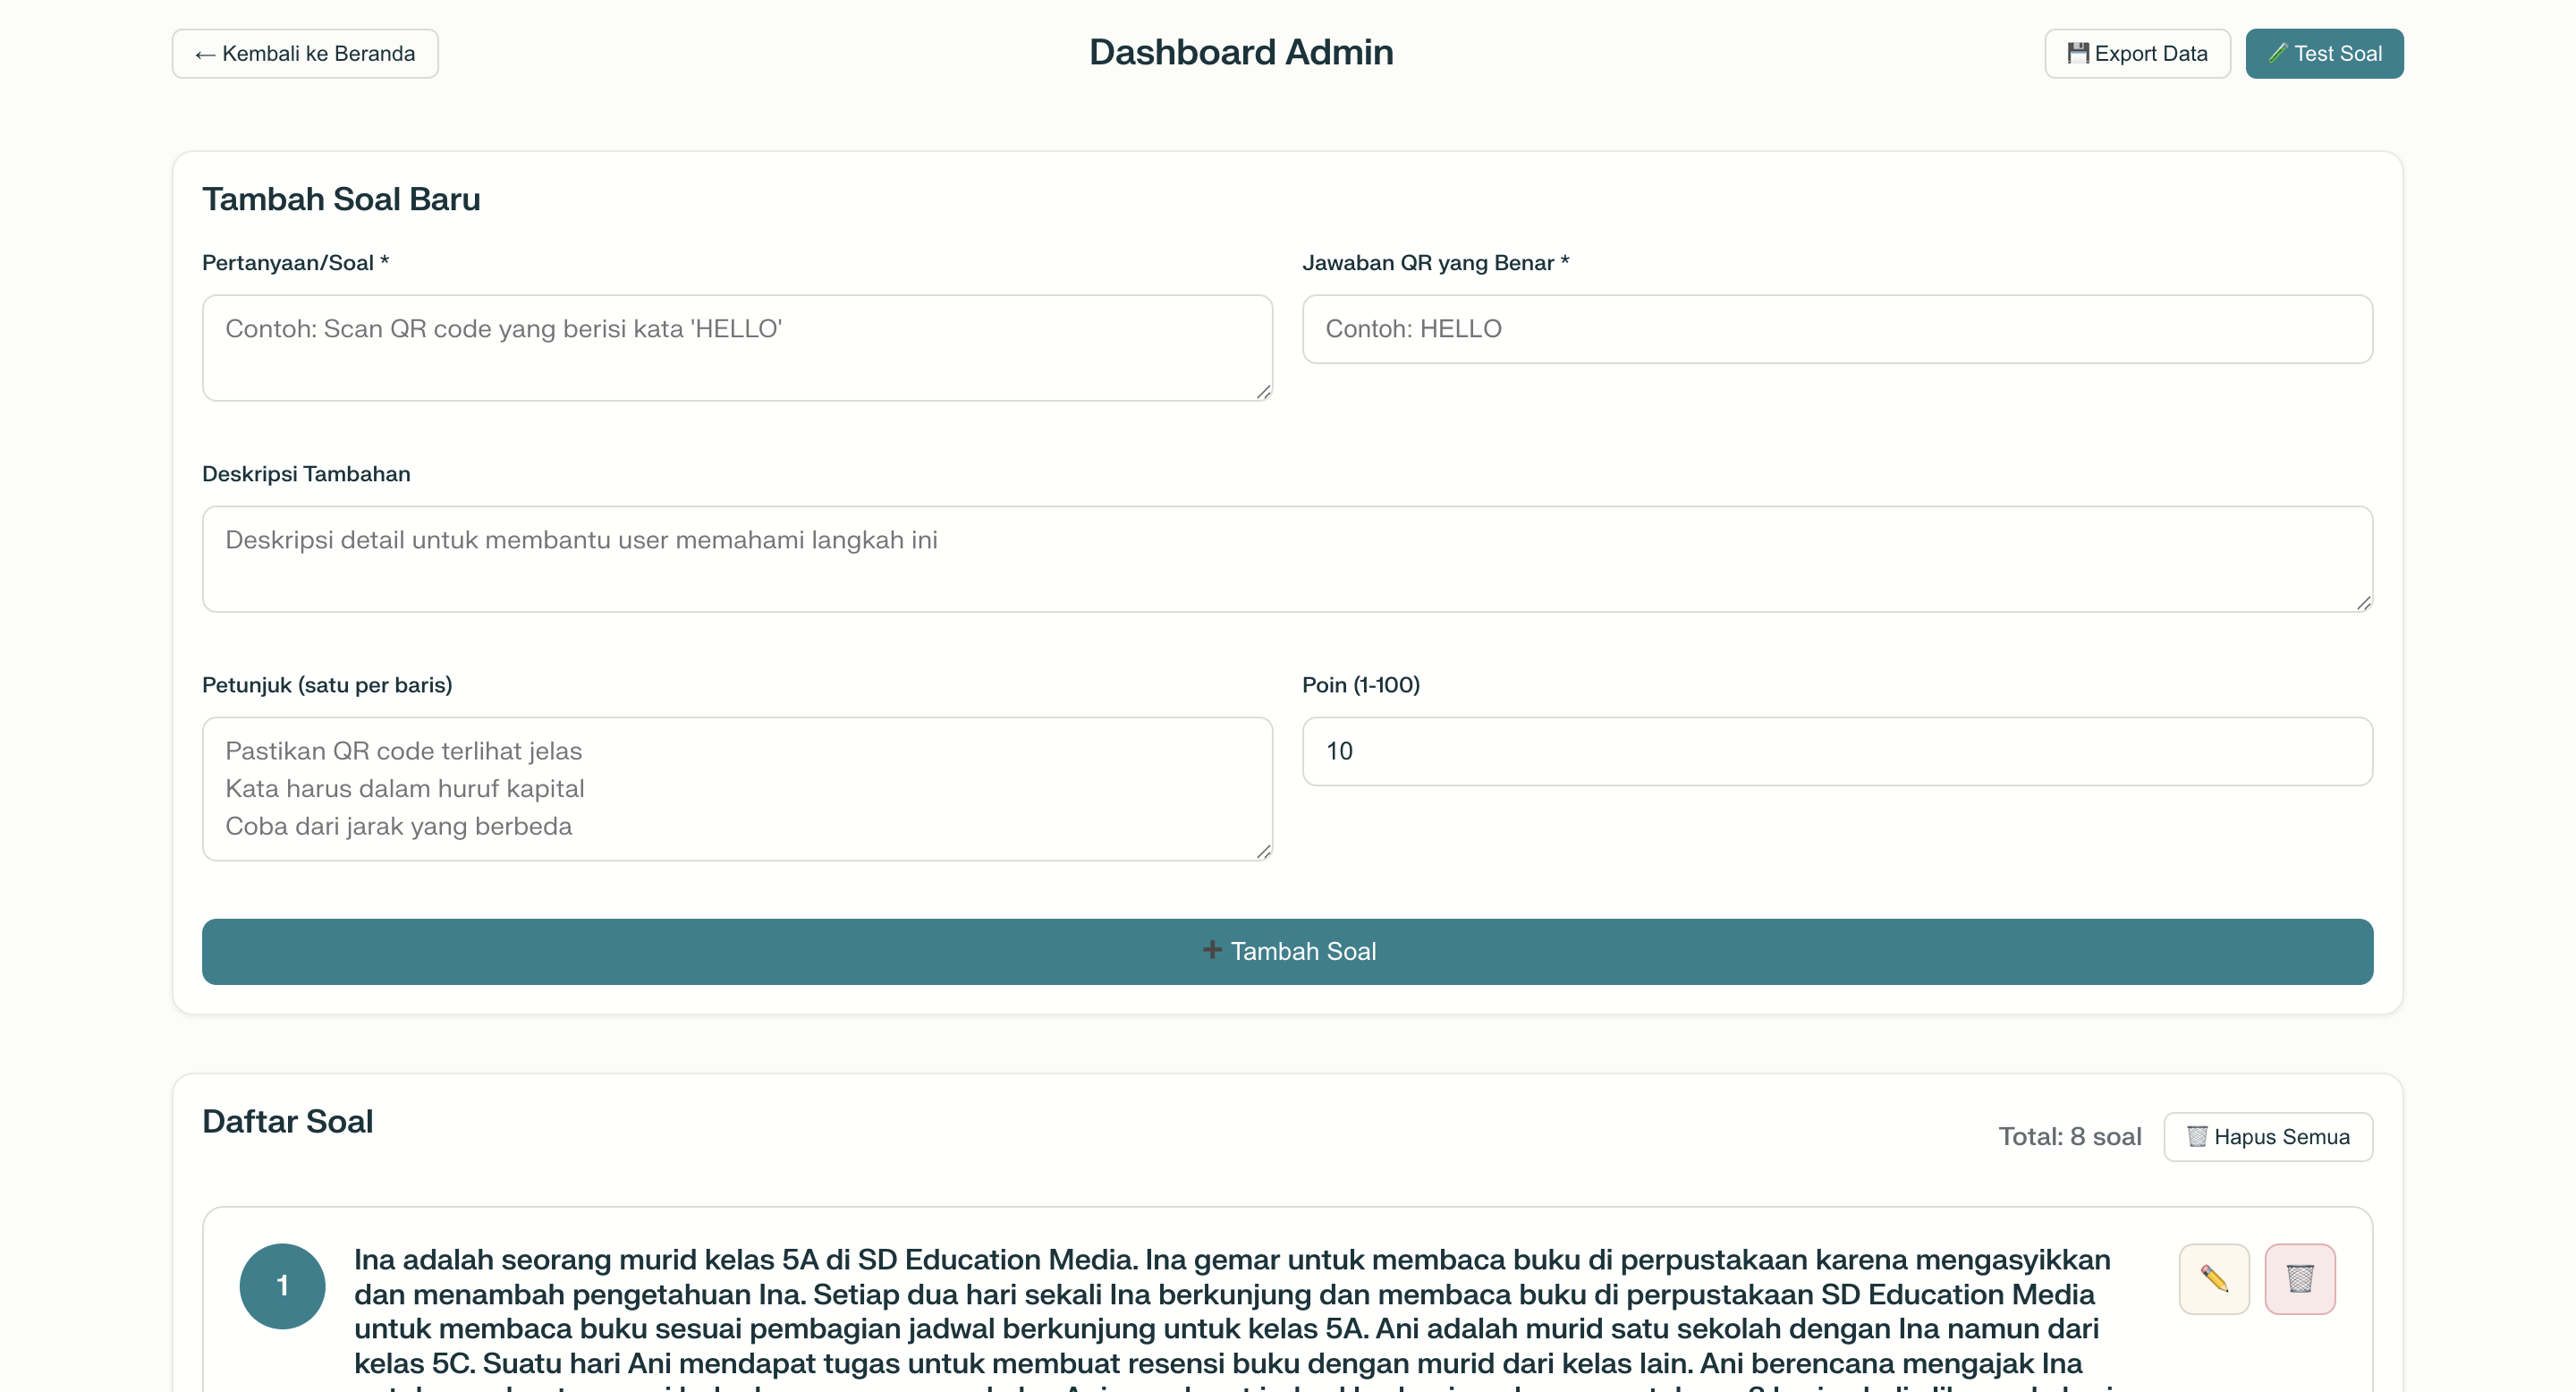 ← Kembali ke Beranda
Dashboard Admin
Export Data
Test Soal
Tambah Soal Baru
Pertanyaan/Soal *
Jawaban QR yang Benar *
Contoh: Scan QR code yang berisi kata 'HELLO'
Contoh: HELLO
Deskripsi Tambahan
Deskripsi detail untuk membantu user memahami langkah ini
Petunjuk (satu per baris)
Poin (1-100)
Pastikan QR code terlihat jelas
Kata harus dalam huruf kapital
Coba dari jarak yang berbeda
10
Tambah Soal
Daftar Soal
Total: 8 soal
Hapus Semua
1
Ina adalah seorang murid kelas 5A di SD Education Media. Ina gemar untuk membaca buku di perpustakaan karena mengasyikkan
dan menambah pengetahuan Ina. Setiap dua hari sekali Ina berkunjung dan membaca buku di perpustakaan SD Education Media
untuk membaca buku sesuai pembagian jadwal berkunjung untuk kelas 5A. Ani adalah murid satu sekolah dengan Ina namun dari
kelas 5C. Suatu hari Ani mendapat tugas untuk membuat resensi buku dengan murid dari kelas lain. Ani berencana mengajak Ina